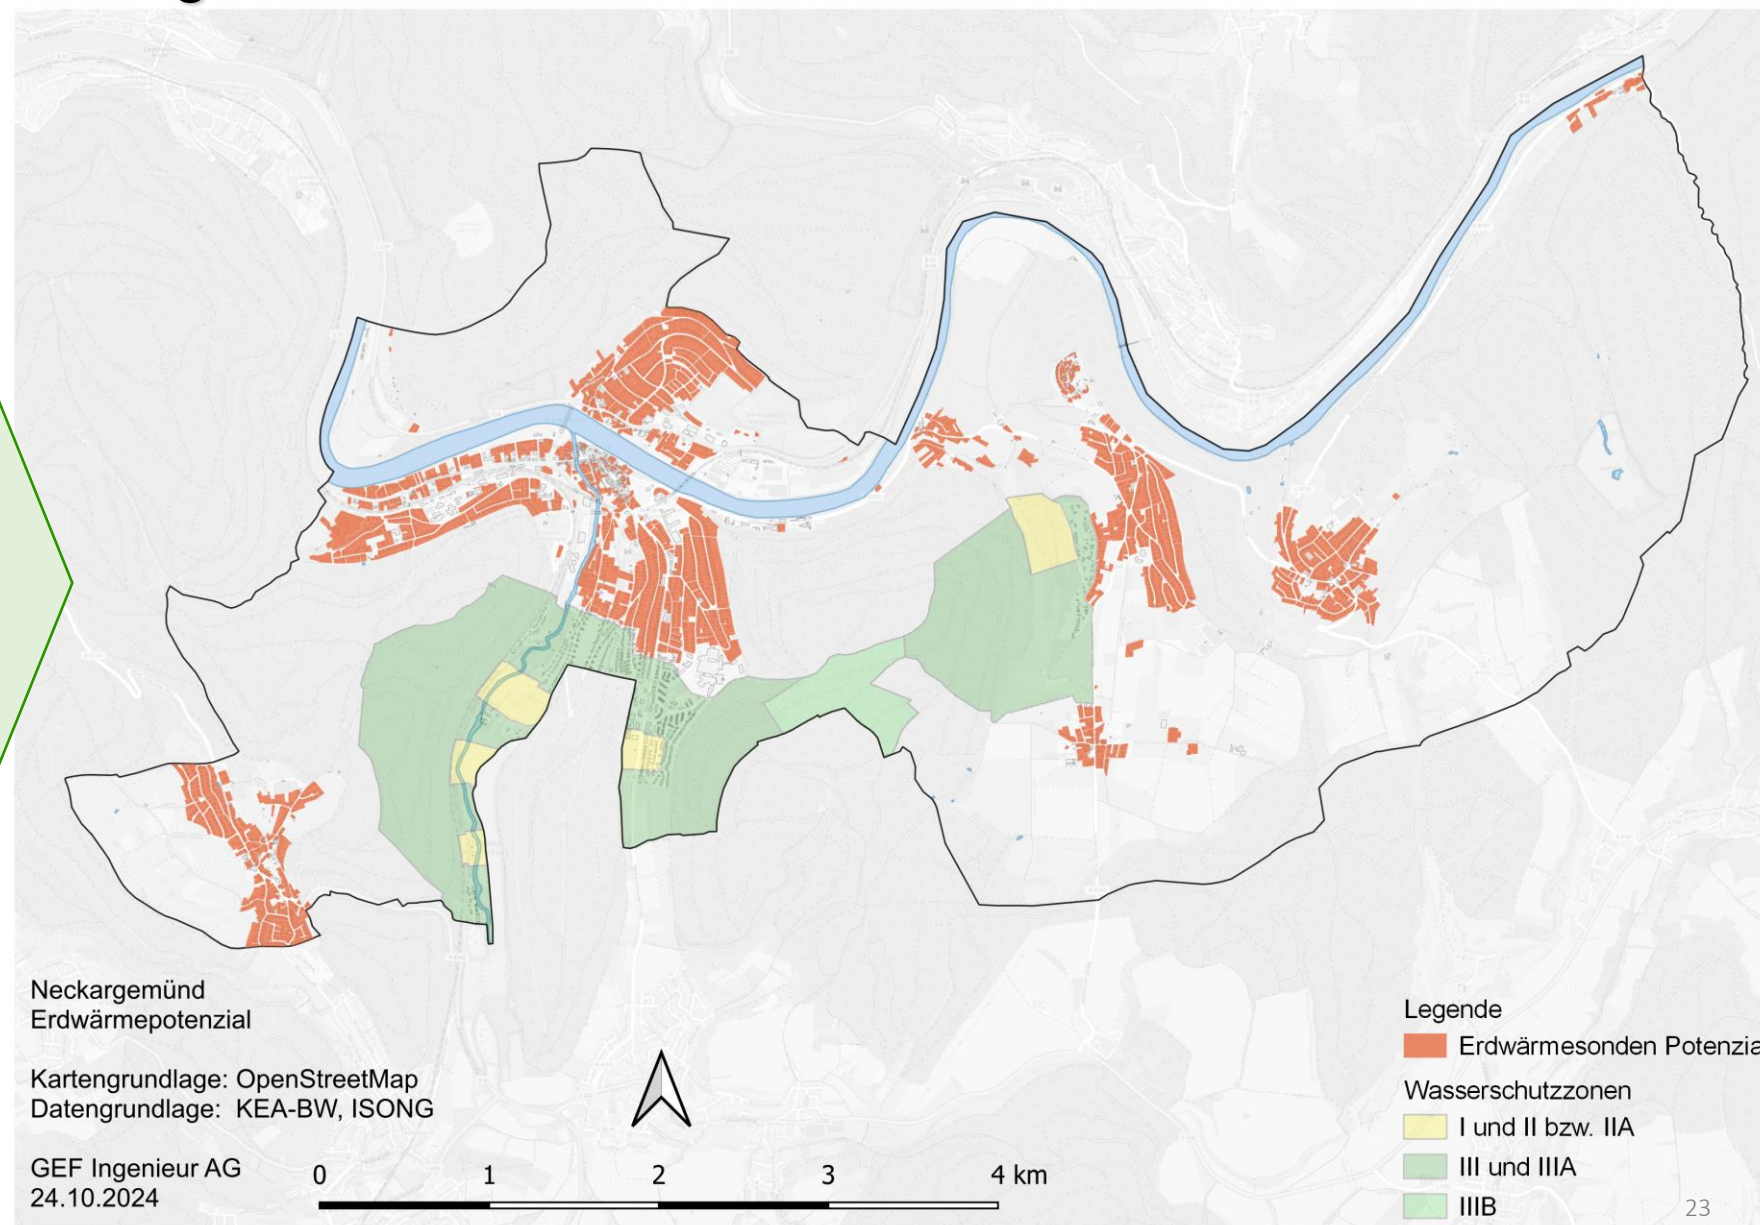 Neckargemünd
Erdwärmepotenzial
Kartengrundlage: OpenStreetMap
Datengrundlage: KEA-BW, ISONG
GEF Ingenieur AG
24.10.2024
0 1 2 3 4 km
Legende
Erdwärmesonden Potenzia
Wasserschutzzonen
I und II bzw. IIA
III und IIIA
IIIB
23